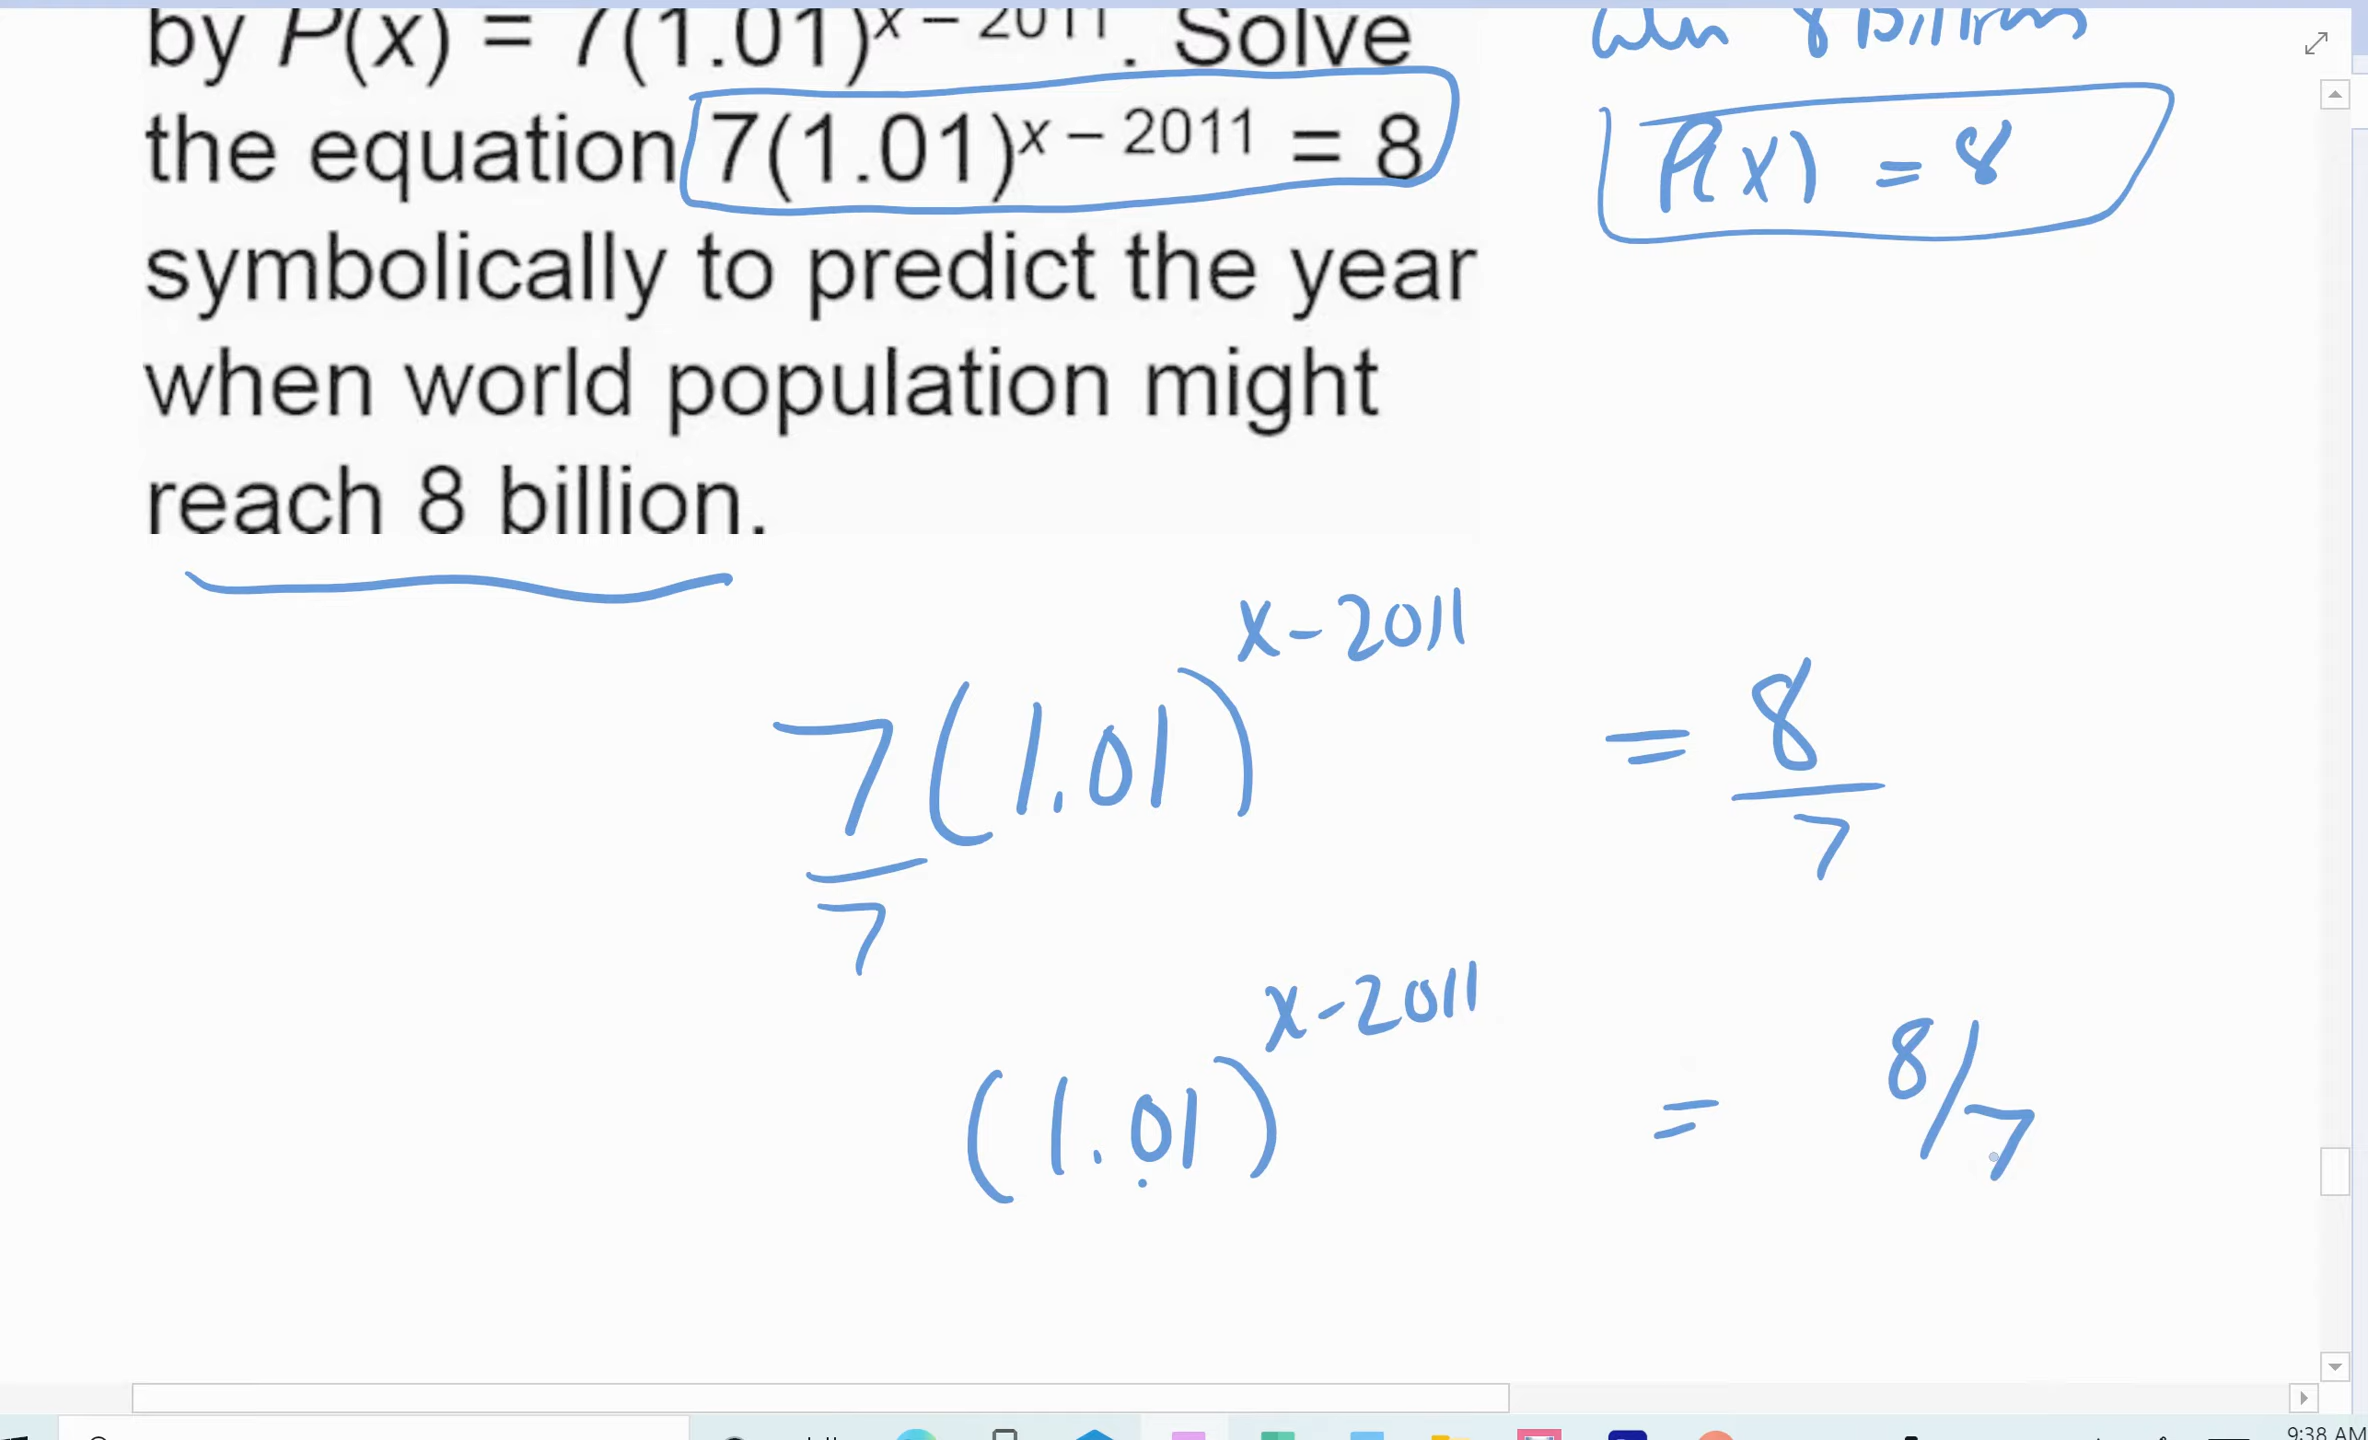 by P(x) = 7(1.01)^{x – 2011}. Solve
the equation 7(1.01)^{x – 2011} = 8
symbolically to predict the year
when world population might
reach 8 billion.
8 Billions
P(x) = 8
7(1.01)^{x-2011} = 8
7 7
(1.01)^{x-2011} = 8/7
9:38 AM